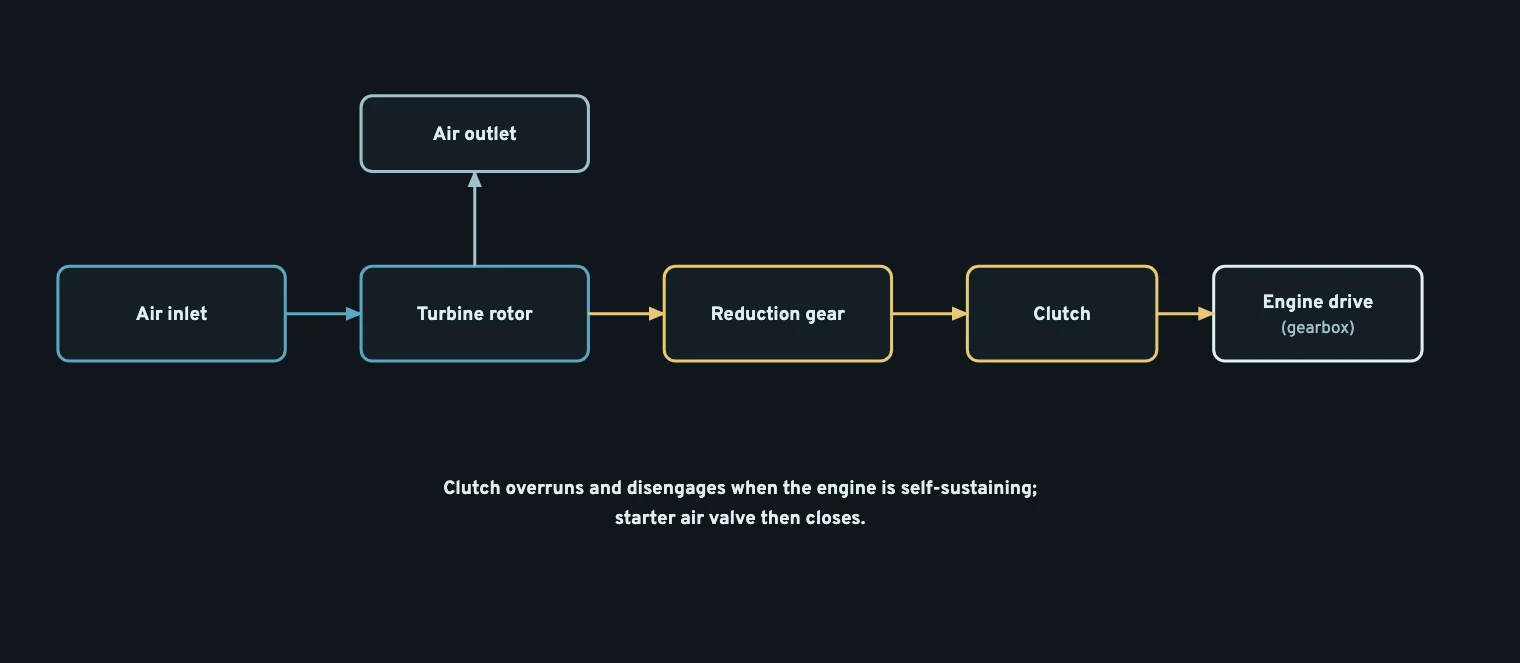 Air outlet
Air inlet
Turbine rotor
Reduction gear
Clutch
Engine drive
(gearbox)
Clutch overruns and disengages when the engine is self-sustaining;
starter air valve then closes.